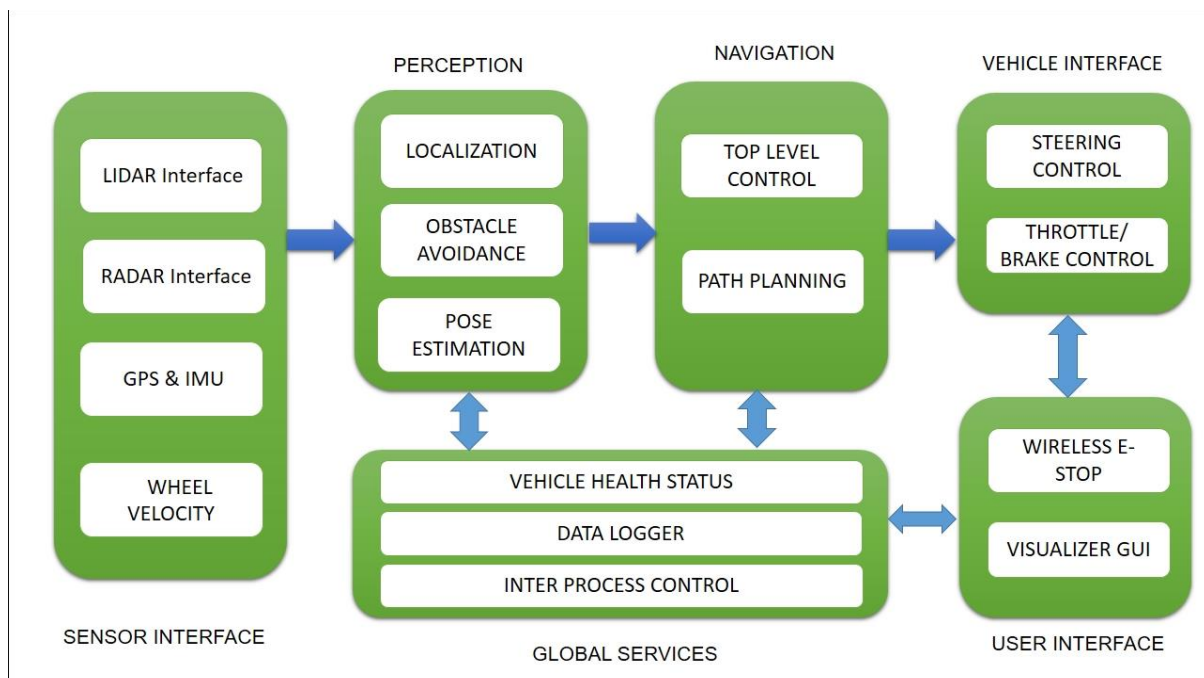 SENSOR INTERFACE
LIDAR Interface
RADAR Interface
GPS & IMU
WHEEL
VELOCITY
PERCEPTION
LOCALIZATION
OBSTACLE
AVOIDANCE
POSE
ESTIMATION
NAVIGATION
TOP LEVEL
CONTROL
PATH PLANNING
VEHICLE INTERFACE
STEERING
CONTROL
THROTTLE/
BRAKE CONTROL
VEHICLE HEALTH STATUS
DATA LOGGER
INTER PROCESS CONTROL
GLOBAL SERVICES
WIRELESS E-
STOP
VISUALIZER GUI
USER INTERFACE